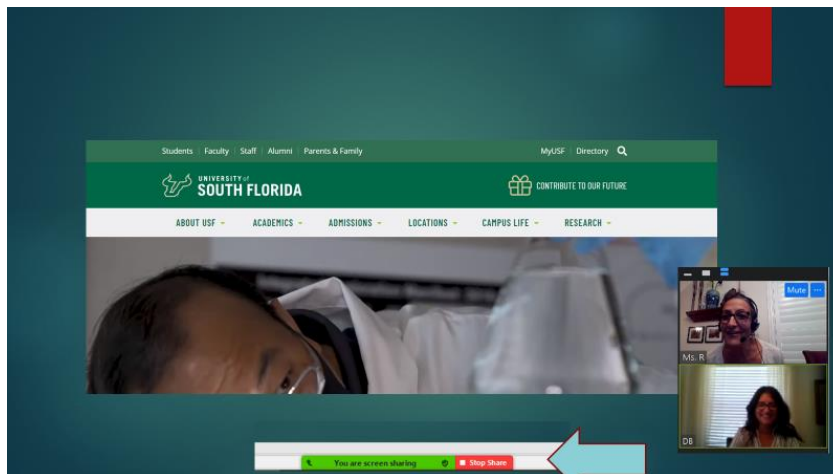 Students Faculty Staff Alumni Parents & Family MyUSF Directory
UNIVERSITY of
SOUTH FLORIDA
CONTRIBUTE TO OUR FUTURE
ABOUT USF ACADEMICS ADMISSIONS LOCATIONS CAMPUS LIFE RESEARCH
Mute ...
Ms. R
DB
You are screen sharing Stop Share